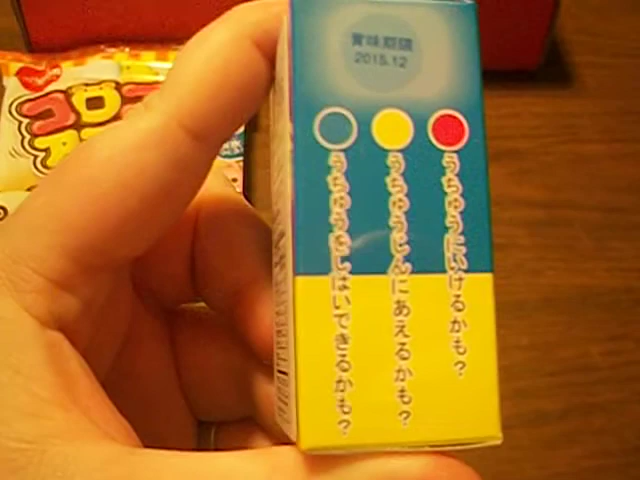 賞味期限
2015.12
うちゅうにいけるかも？
うちゅうじんにあえるかも？
うちゅうをしはいできるかも？